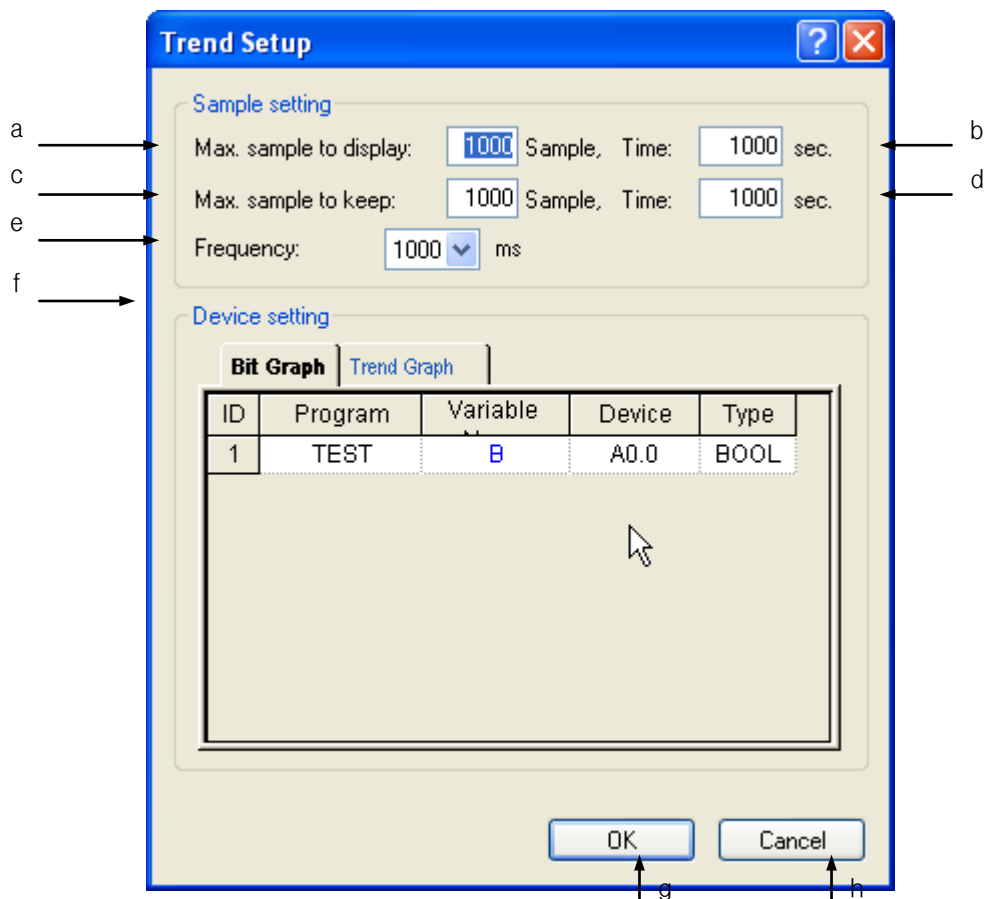 Trend Setup
Sample setting
a
Max. sample to display: 1000 Sample, Time: 1000 sec.
b
c
Max. sample to keep: 1000 Sample, Time: 1000 sec.
d
e
Frequency: 1000 ms
f
Device setting
Bit Graph Trend Graph
ID Program Variable Device Type
1 TEST B A0.0 BOOL
OK Cancel
g h